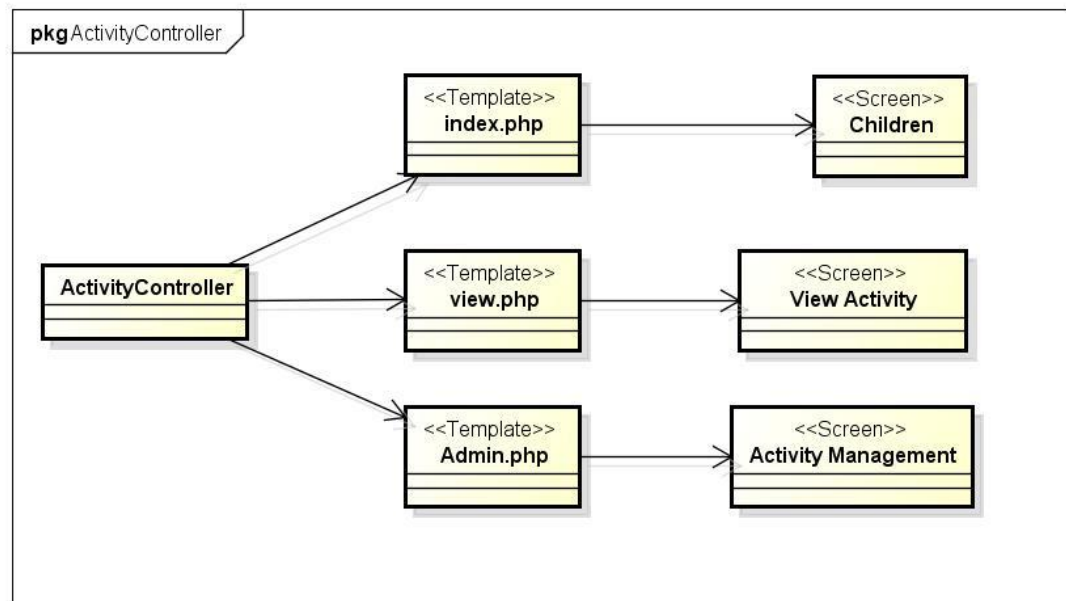 pkg ActivityController
<<Template>>
index.php
<<Screen>>
Children
ActivityController
<<Template>>
view.php
<<Screen>>
View Activity
<<Template>>
Admin.php
<<Screen>>
Activity Management